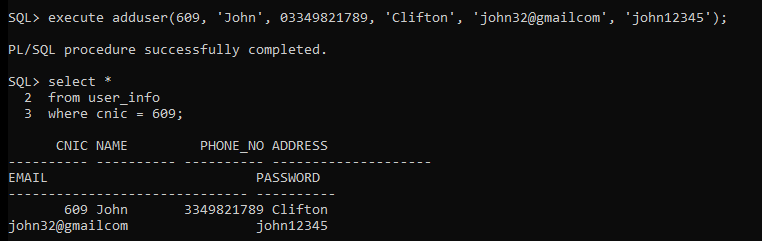 SQL> execute adduser(609, 'John', 03349821789, 'Clifton', 'john32@gmailcom', 'john12345');
PL/SQL procedure successfully completed.
SQL> select *
  2  from user_info
  3  where cnic = 609;
      CNIC NAME         PHONE_NO ADDRESS
---------- ---------- ---------- --------------------
EMAIL                          PASSWORD
------------------------------ ----------
       609 John       3349821789 Clifton
john32@gmailcom                john12345